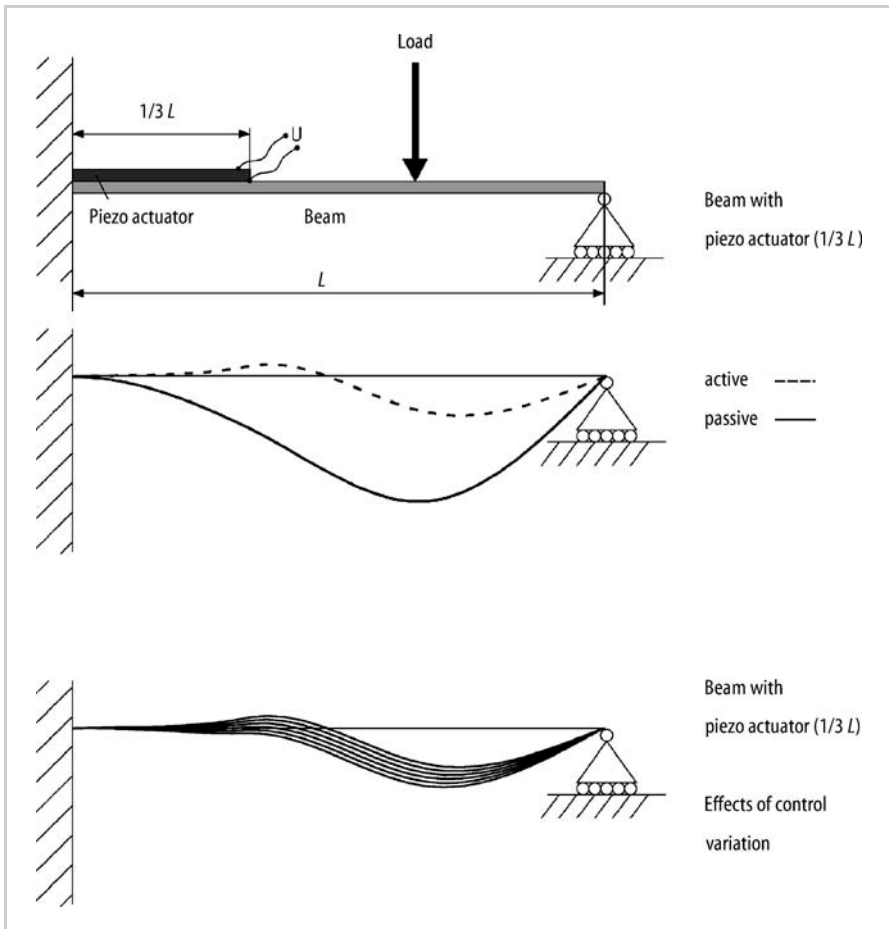 Load
1/3 L
U
Piezo actuator
Beam
Beam with
piezo actuator (1/3 L)
L
active
passive
Beam with
piezo actuator (1/3 L)
Effects of control
variation